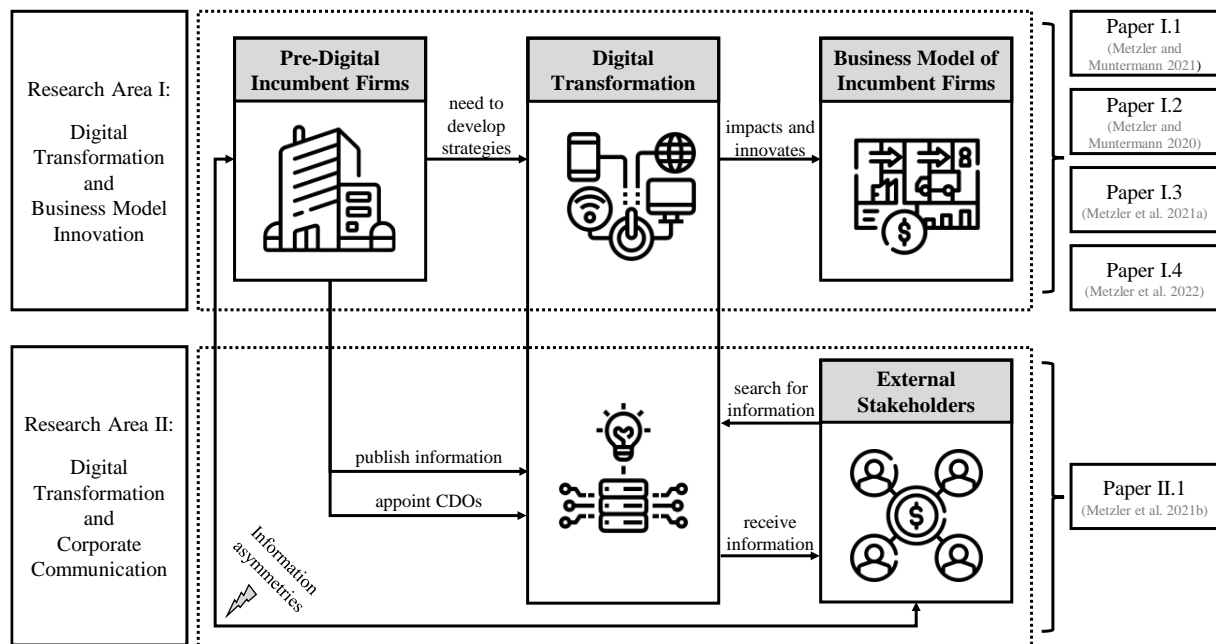 Research Area I:
Digital
Transformation
and
Business Model
Innovation
Pre-Digital
Incumbent Firms
need to
develop
strategies
Digital
Transformation
impacts and
innovates
Business Model of
Incumbent Firms
$
Paper I.1
(Metzler and
Muntermann 2021)
Paper I.2
(Metzler and
Muntermann 2020)
Paper I.3
(Metzler et al. 2021a)
Paper I.4
(Metzler et al. 2022)
Research Area II:
Digital
Transformation
and
Corporate
Communication
publish information
appoint CDOs
Information
asymmetries
search for
information
receive
information
External
Stakeholders
$
Paper II.1
(Metzler et al. 2021b)